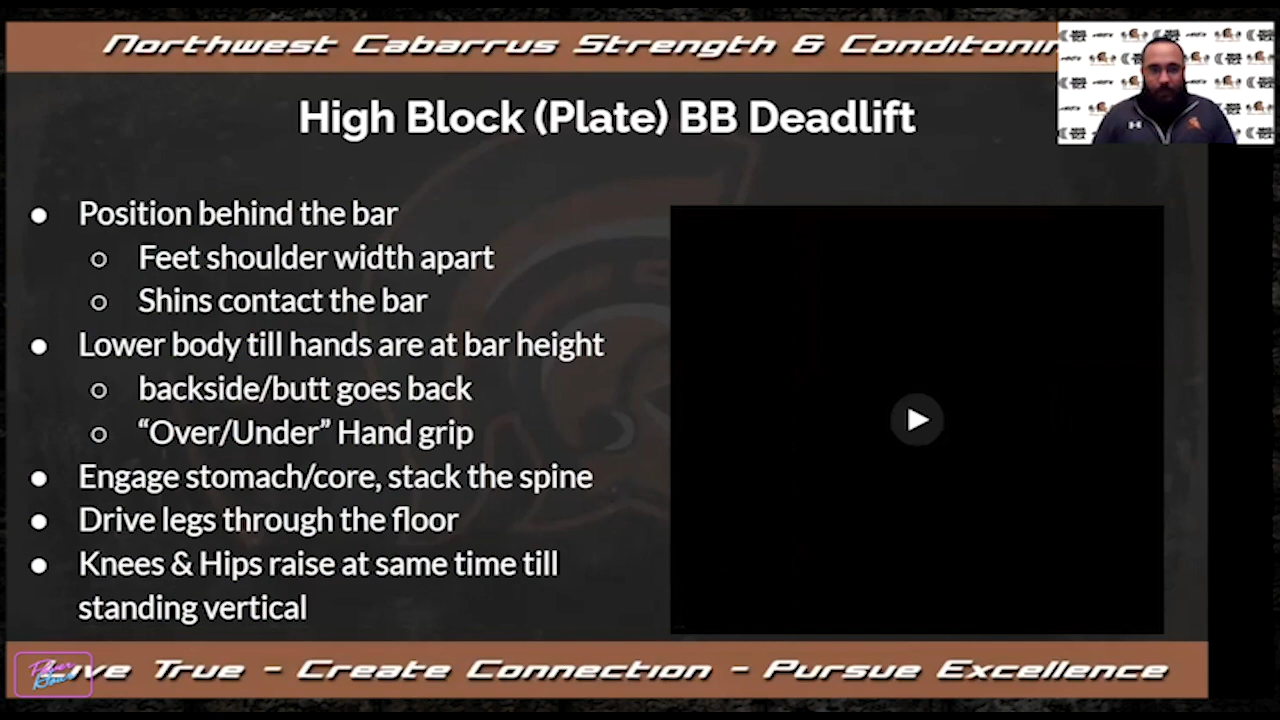 Northwest Cabarrus Strength & Conditonin
High Block (Plate) BB Deadlift
● Position behind the bar
○ Feet shoulder width apart
○ Shins contact the bar
● Lower body till hands are at bar height
○ backside/butt goes back
○ “Over/Under” Hand grip
● Engage stomach/core, stack the spine
● Drive legs through the floor
● Knees & Hips raise at same time till
standing vertical
True - Create Connection - Pursue Excellence